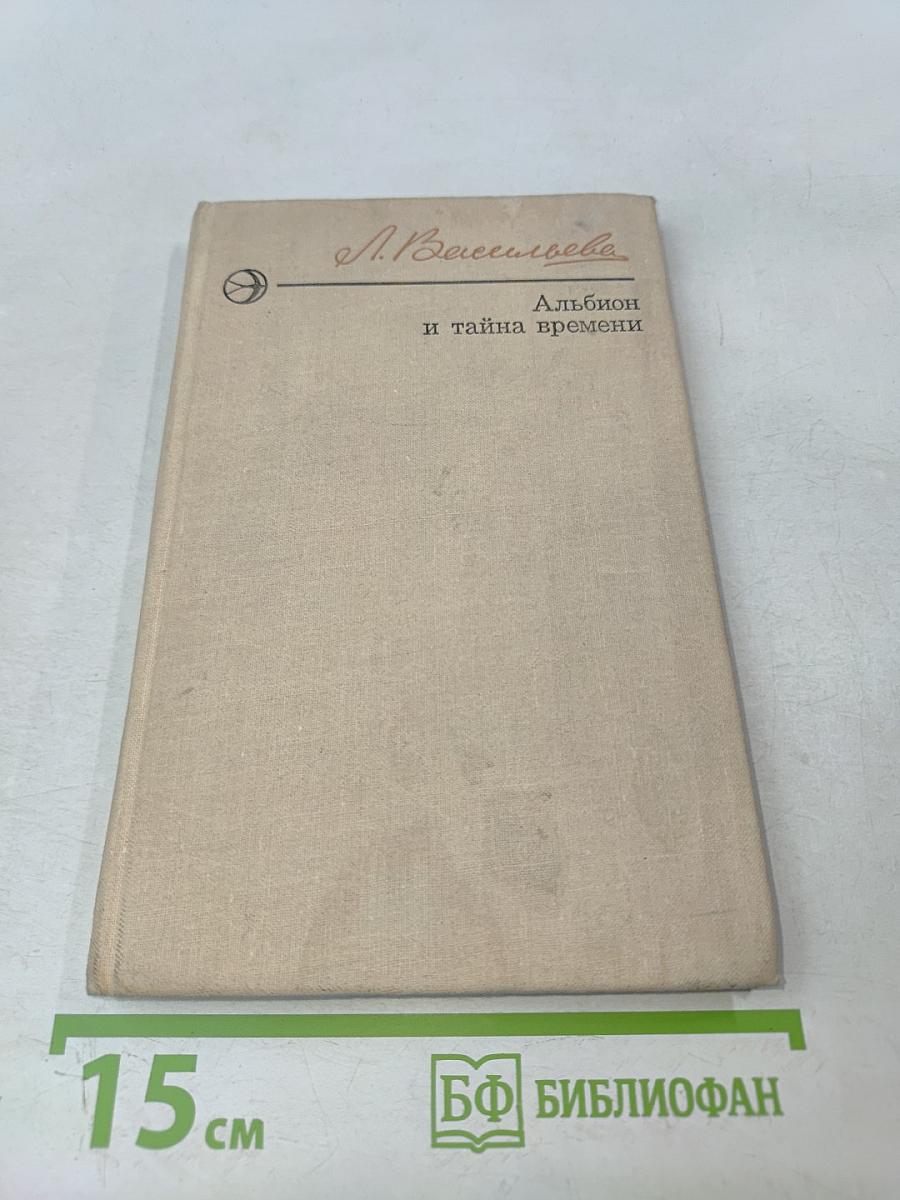 Л. Васильева
Альбион
и тайна времени
15 см
БФ БИБЛИОФАН